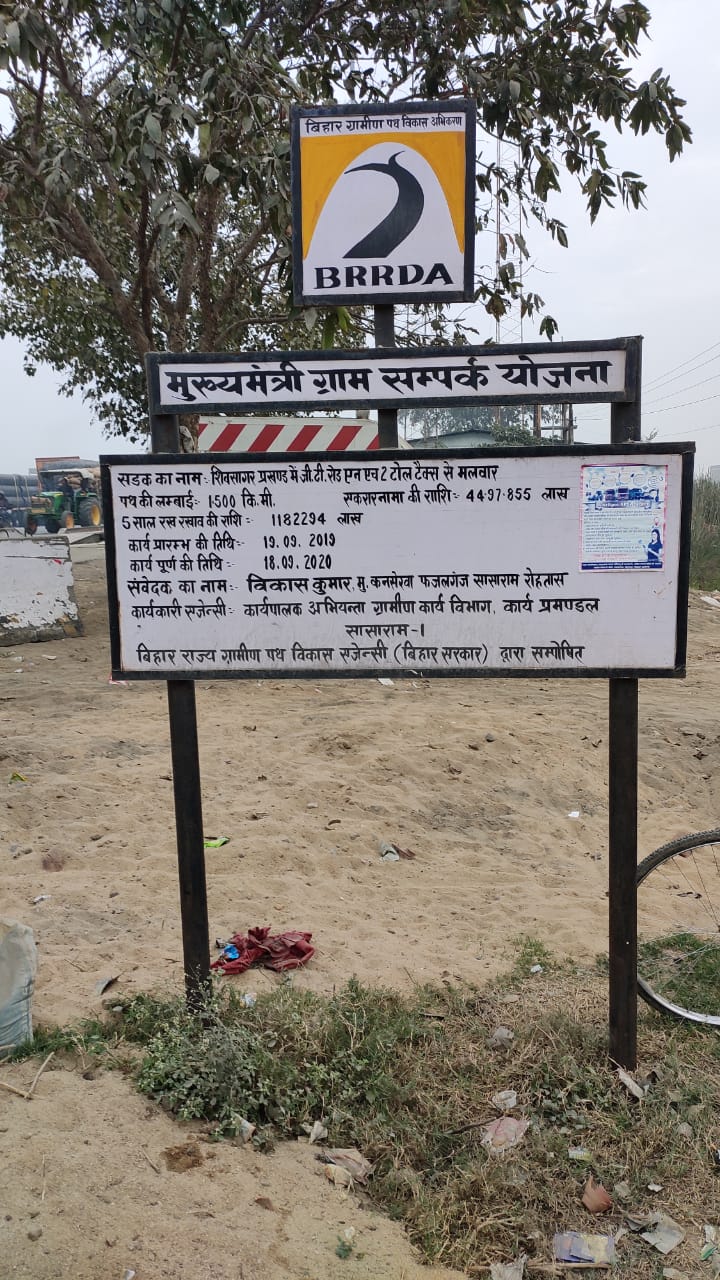 बिहार ग्रामीण पथ विकास अभिकरण
BRRDA
मुख्यमंत्री ग्राम सम्पर्क योजना
सडक का नाम:- शिवसागर प्रखण्ड में जी.टी. रोड एन एच 2 टोल टैक्स से मलवार
पथ की लम्बाई:- 1.500 कि.मी. एकरारनामा की राशि:- 44.97.855 लाख
5 साल रख रखाव की राशि:- 1182294 लाख
कार्य प्रारम्भ की तिथि:- 19.09.2019
कार्य पूर्ण की तिथि:- 18.09.2020
संवेदक का नाम:- विकास कुमार, मु. कनसेरवा फजलगंज सासाराम रोहतास
कार्यकारी एजेन्सी:- कार्यपालक अभियन्ता ग्रामीण कार्य विभाग, कार्य प्रमण्डल
सासाराम-1
बिहार राज्य ग्रामीण पथ विकास एजेन्सी (बिहार सरकार) द्वारा सम्पोषित